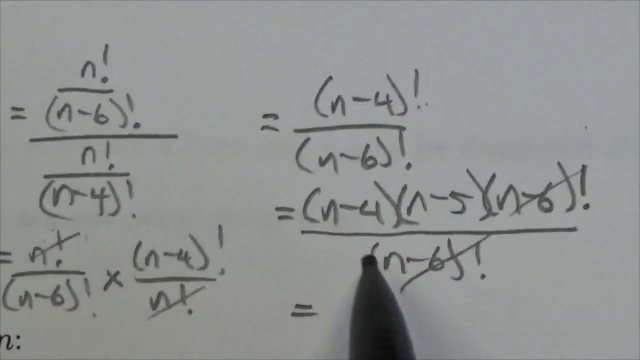 = n!/(n-6)! / n!/(n-4)!
= n!/(n-6)! × (n-4)!/n!
n:
= (n-4)!/(n-6)!
= (n-4)(n-5)(n-6)!/(n-6)!
=